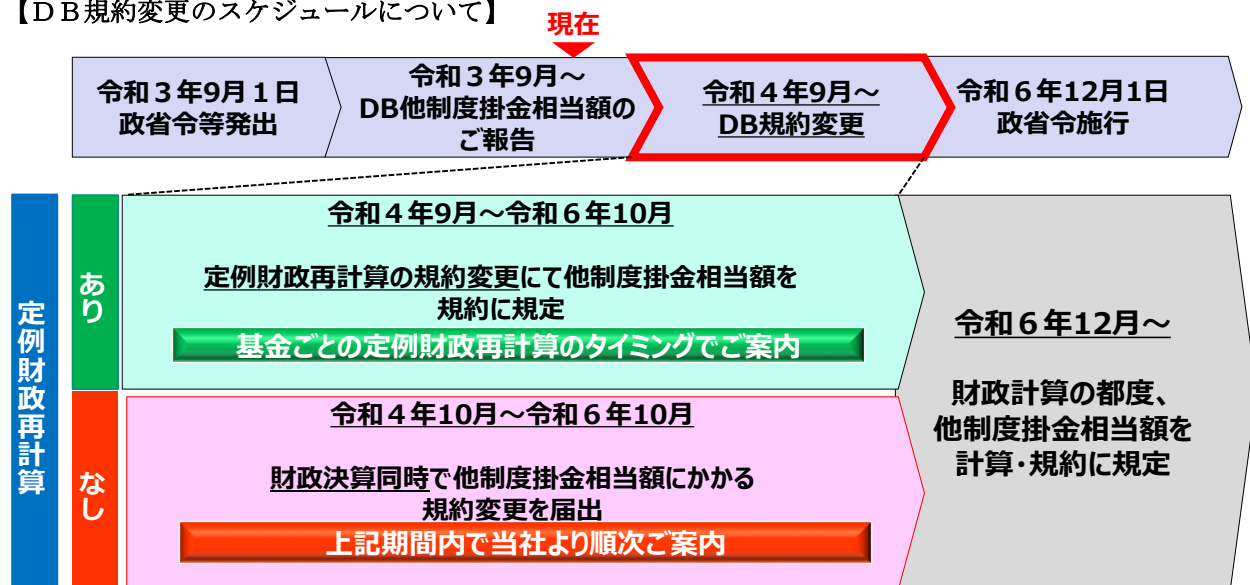 【ＤＢ規約変更のスケジュールについて】
現在
令和３年9月１日
政省令等発出
令和３年9月～
DB他制度掛金相当額の
ご報告
令和４年9月～
DB規約変更
令和６年12月1日
政省令施行
定例財政再計算
あり
令和４年9月～令和６年10月
定例財政再計算の規約変更にて他制度掛金相当額を
規約に規定
基金ごとの定例財政再計算のタイミングでご案内
なし
令和４年10月～令和６年10月
財政決算同時で他制度掛金相当額にかかる
規約変更を届出
上記期間内で当社より順次ご案内
令和６年12月～
財政計算の都度、
他制度掛金相当額を
計算･規約に規定